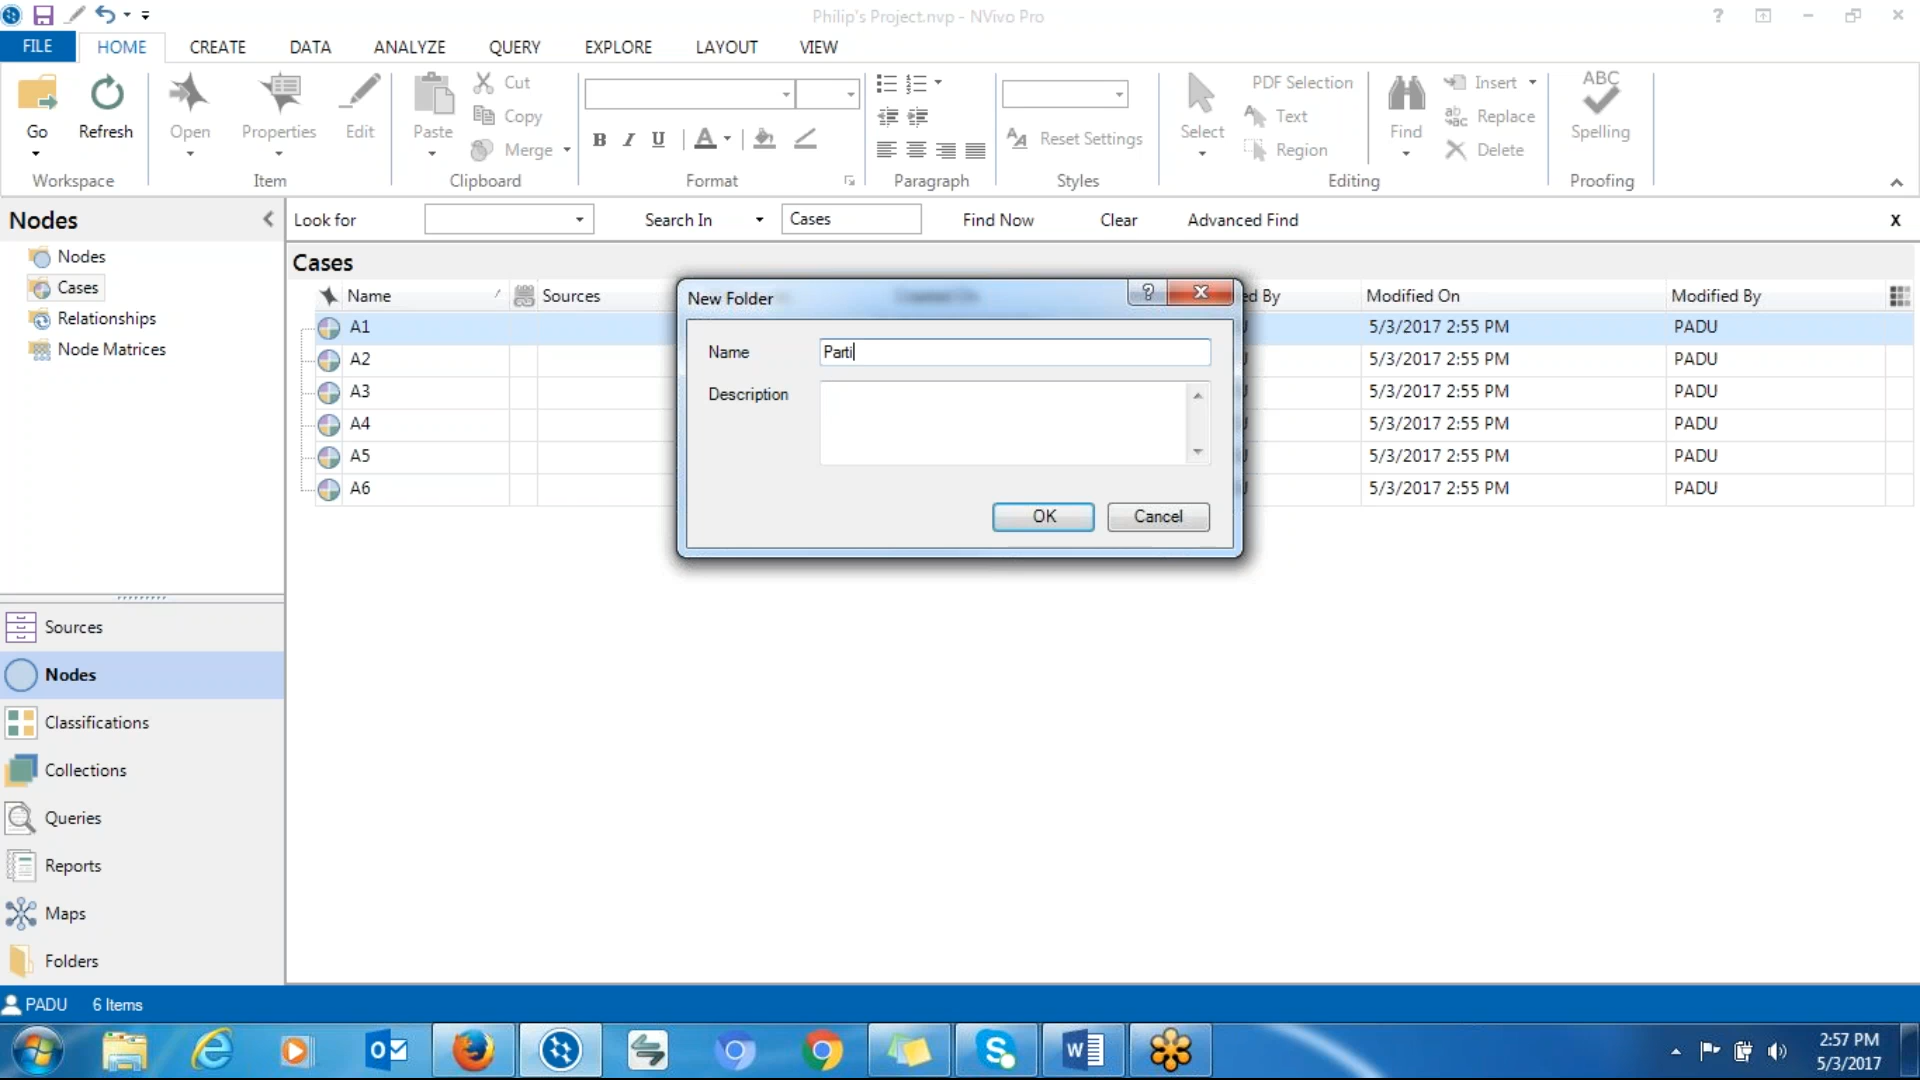 Philip's Project.nvp - NVivo Pro
FILE HOME CREATE DATA ANALYZE QUERY EXPLORE LAYOUT VIEW
Go Refresh Open Properties Edit Paste Cut Copy Merge
B I U A
Reset Settings
Select PDF Selection Text Region
Find Insert Replace Delete
ABC Spelling
Workspace Item Clipboard Format Paragraph Styles Editing Proofing
Nodes
Look for Search In Cases Find Now Clear Advanced Find X
Nodes
Cases
Relationships
Node Matrices
Cases
Name Sources Modified On Modified By
A1 5/3/2017 2:55 PM PADU
A2 5/3/2017 2:55 PM PADU
A3 5/3/2017 2:55 PM PADU
A4 5/3/2017 2:55 PM PADU
A5 5/3/2017 2:55 PM PADU
A6 5/3/2017 2:55 PM PADU
New Folder
Name Parti
Description
OK Cancel
Sources
Nodes
Classifications
Collections
Queries
Reports
Maps
Folders
PADU 6 Items
2:57 PM
5/3/2017